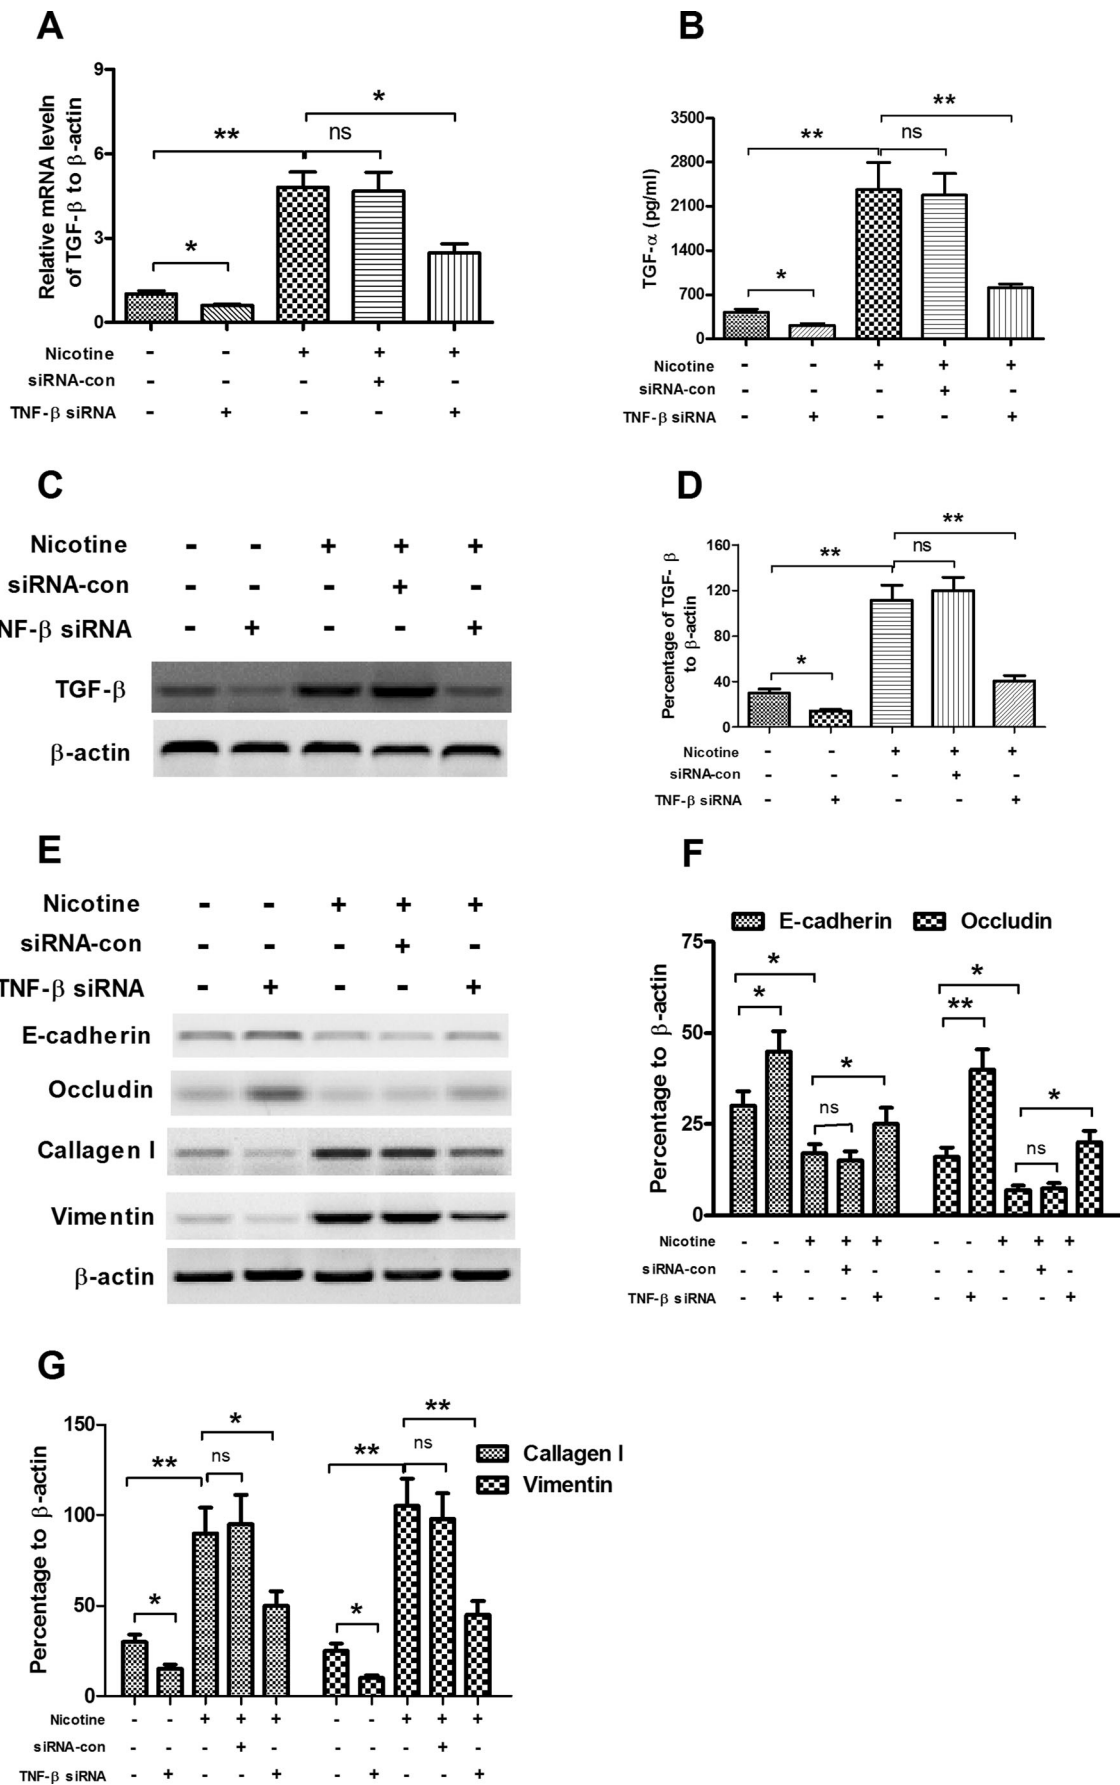 A
Relative mRNA leveln
of TGF-β to β-actin
9
6
3
0
**
*
ns
*
Nicotine - - + + +
siRNA-con - - - + -
TNF-β siRNA - + - - +
B
TGF-α (pg/ml)
3500
2800
2100
1400
700
0
**
**
ns
*
Nicotine - - + + +
siRNA-con - - - + -
TNF-β siRNA - + - - +
C
Nicotine - - + + +
siRNA-con - - - + -
NF-β siRNA - + - - +
TGF-β
β-actin
D
Percentage of TGF- β
to β-actin
160
120
80
40
0
**
**
ns
*
Nicotine - - + + +
siRNA-con - - - + -
TNF-β siRNA - + - - +
E
Nicotine - - + + +
siRNA-con - - - + -
TNF-β siRNA - + - - +
E-cadherin
Occludin
Callagen I
Vimentin
β-actin
F
E-cadherin Occludin
Percentage to β-actin
75
50
25
0
* *
* **
* *
ns ns
Nicotine - - + + + - - + + +
siRNA-con - - - + - - - - + -
TNF-β siRNA - + - - + - + - - +
G
Percentage to β-actin
150
100
50
0
* **
** ns ** ns
* *
Callagen I
Vimentin
Nicotine - - + + + - - + + +
siRNA-con - - - + - - - - + -
TNF-β siRNA - + - - + - + - - +